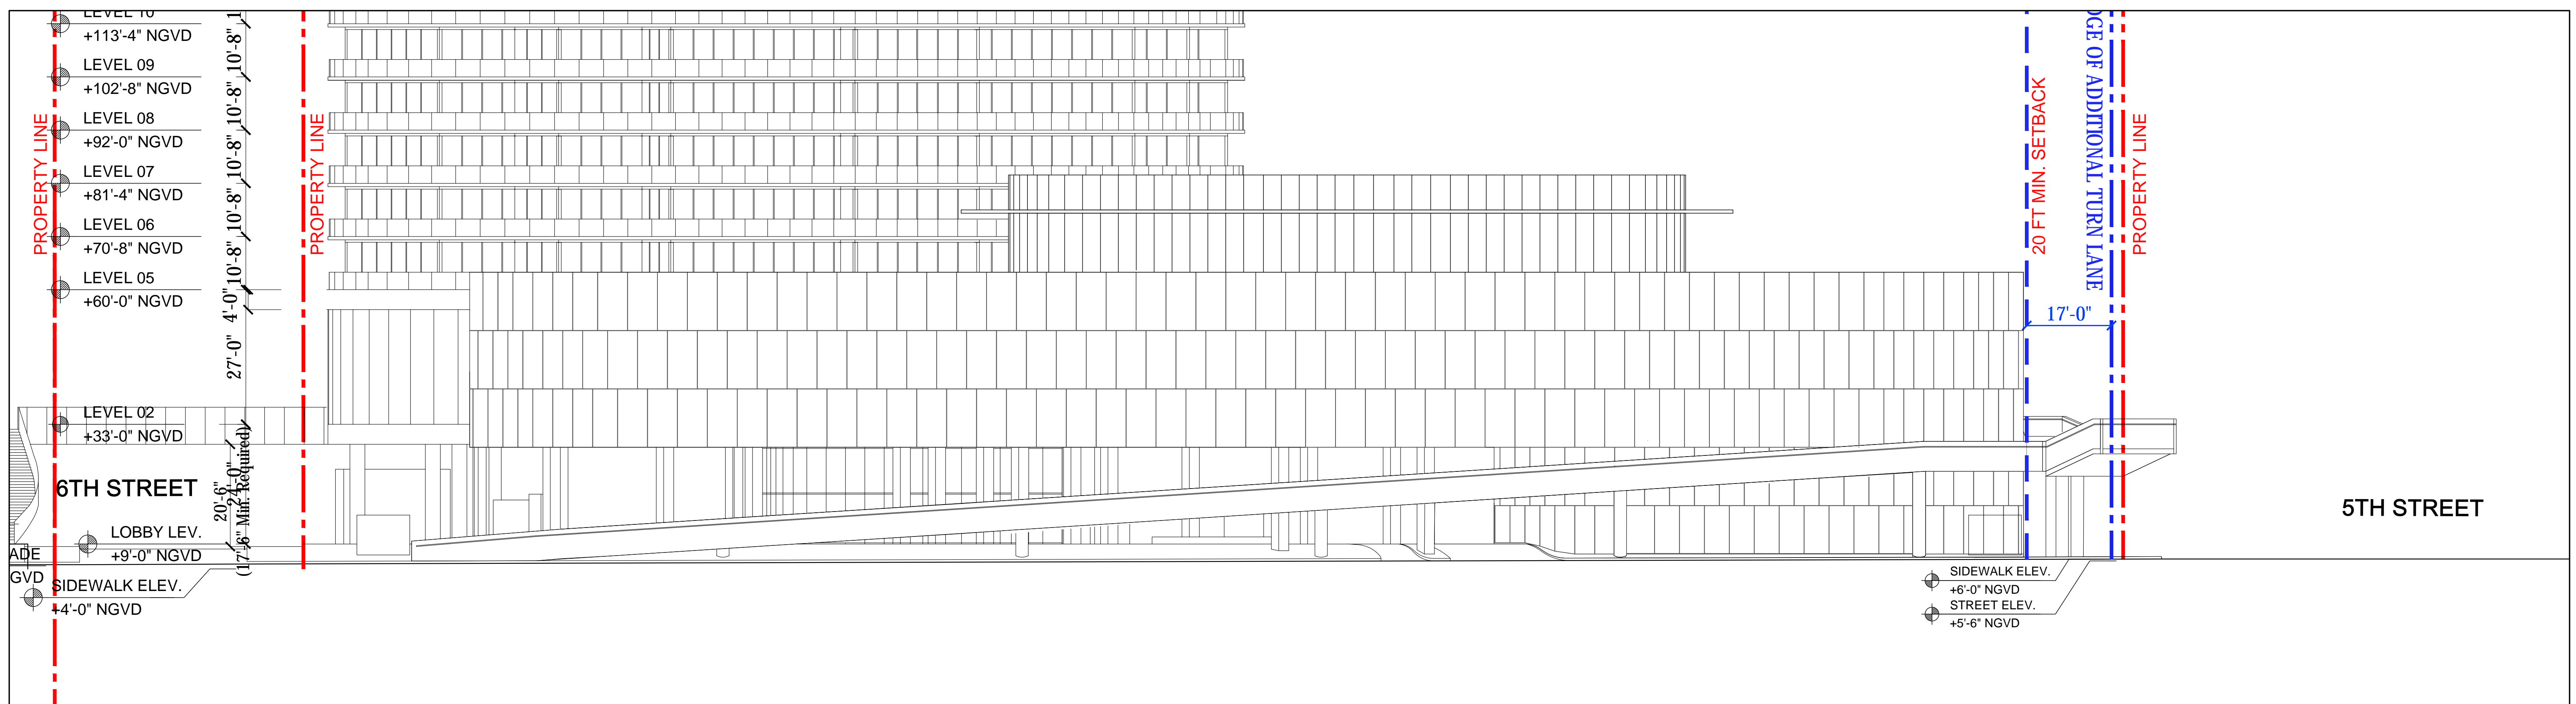 LEVEL 10
+113'-4" NGVD
LEVEL 09
+102'-8" NGVD
LEVEL 08
+92'-0" NGVD
LEVEL 07
+81'-4" NGVD
LEVEL 06
+70'-8" NGVD
LEVEL 05
+60'-0" NGVD
LEVEL 02
+33'-0" NGVD
6TH STREET
LOBBY LEV.
+9'-0" NGVD
ADE
GVD
SIDEWALK ELEV.
+4'-0" NGVD
PROPERTY LINE
10'-8"
10'-8"
10'-8"
10'-8"
10'-8"
10'-8"
4'-0"
27'-0"
24'-0"
20'-6"
(17'-6" Min. Required)
PROPERTY LINE
20 FT MIN. SETBACK
OGE OF ADDITIONAL TURN LANE
PROPERTY LINE
17'-0"
5TH STREET
SIDEWALK ELEV.
+6'-0" NGVD
STREET ELEV.
+5'-6" NGVD